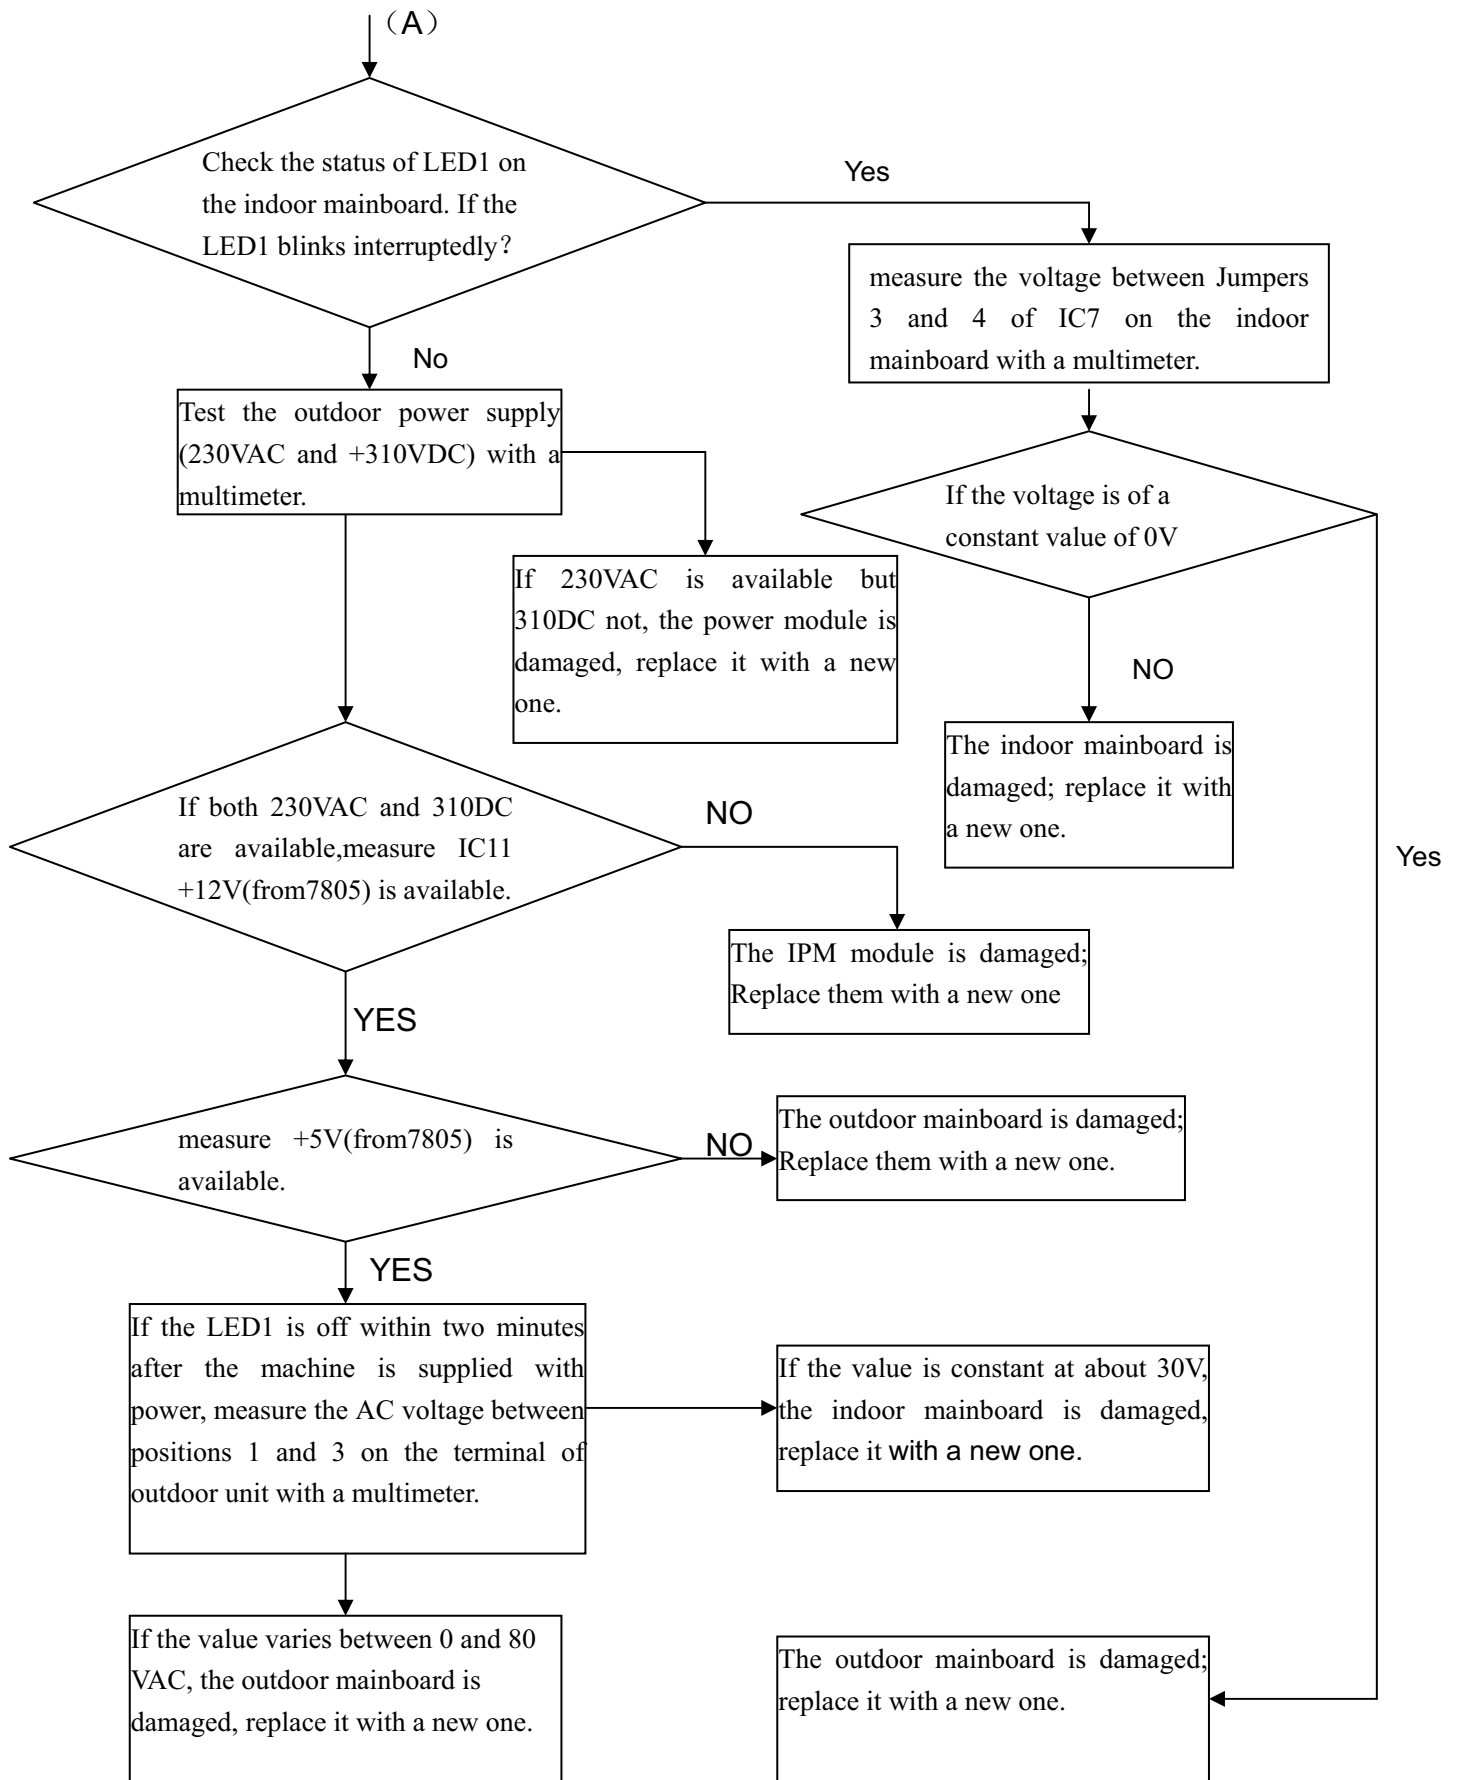 （A）
Check the status of LED1 on
the indoor mainboard. If the
LED1 blinks interruptedly？
Yes
measure the voltage between Jumpers
3 and 4 of IC7 on the indoor
mainboard with a multimeter.
No
Test the outdoor power supply
(230VAC and +310VDC) with a
multimeter.
If the voltage is of a
constant value of 0V
If 230VAC is available but
310DC not, the power module is
damaged, replace it with a new
one.
NO
The indoor mainboard is
damaged; replace it with
a new one.
Yes
If both 230VAC and 310DC
are available,measure IC11
+12V(from7805) is available.
NO
The IPM module is damaged;
Replace them with a new one
YES
measure +5V(from7805) is
available.
NO
The outdoor mainboard is damaged;
Replace them with a new one.
YES
If the LED1 is off within two minutes
after the machine is supplied with
power, measure the AC voltage between
positions 1 and 3 on the terminal of
outdoor unit with a multimeter.
If the value is constant at about 30V,
the indoor mainboard is damaged,
replace it with a new one.
If the value varies between 0 and 80
VAC, the outdoor mainboard is
damaged, replace it with a new one.
The outdoor mainboard is damaged;
replace it with a new one.